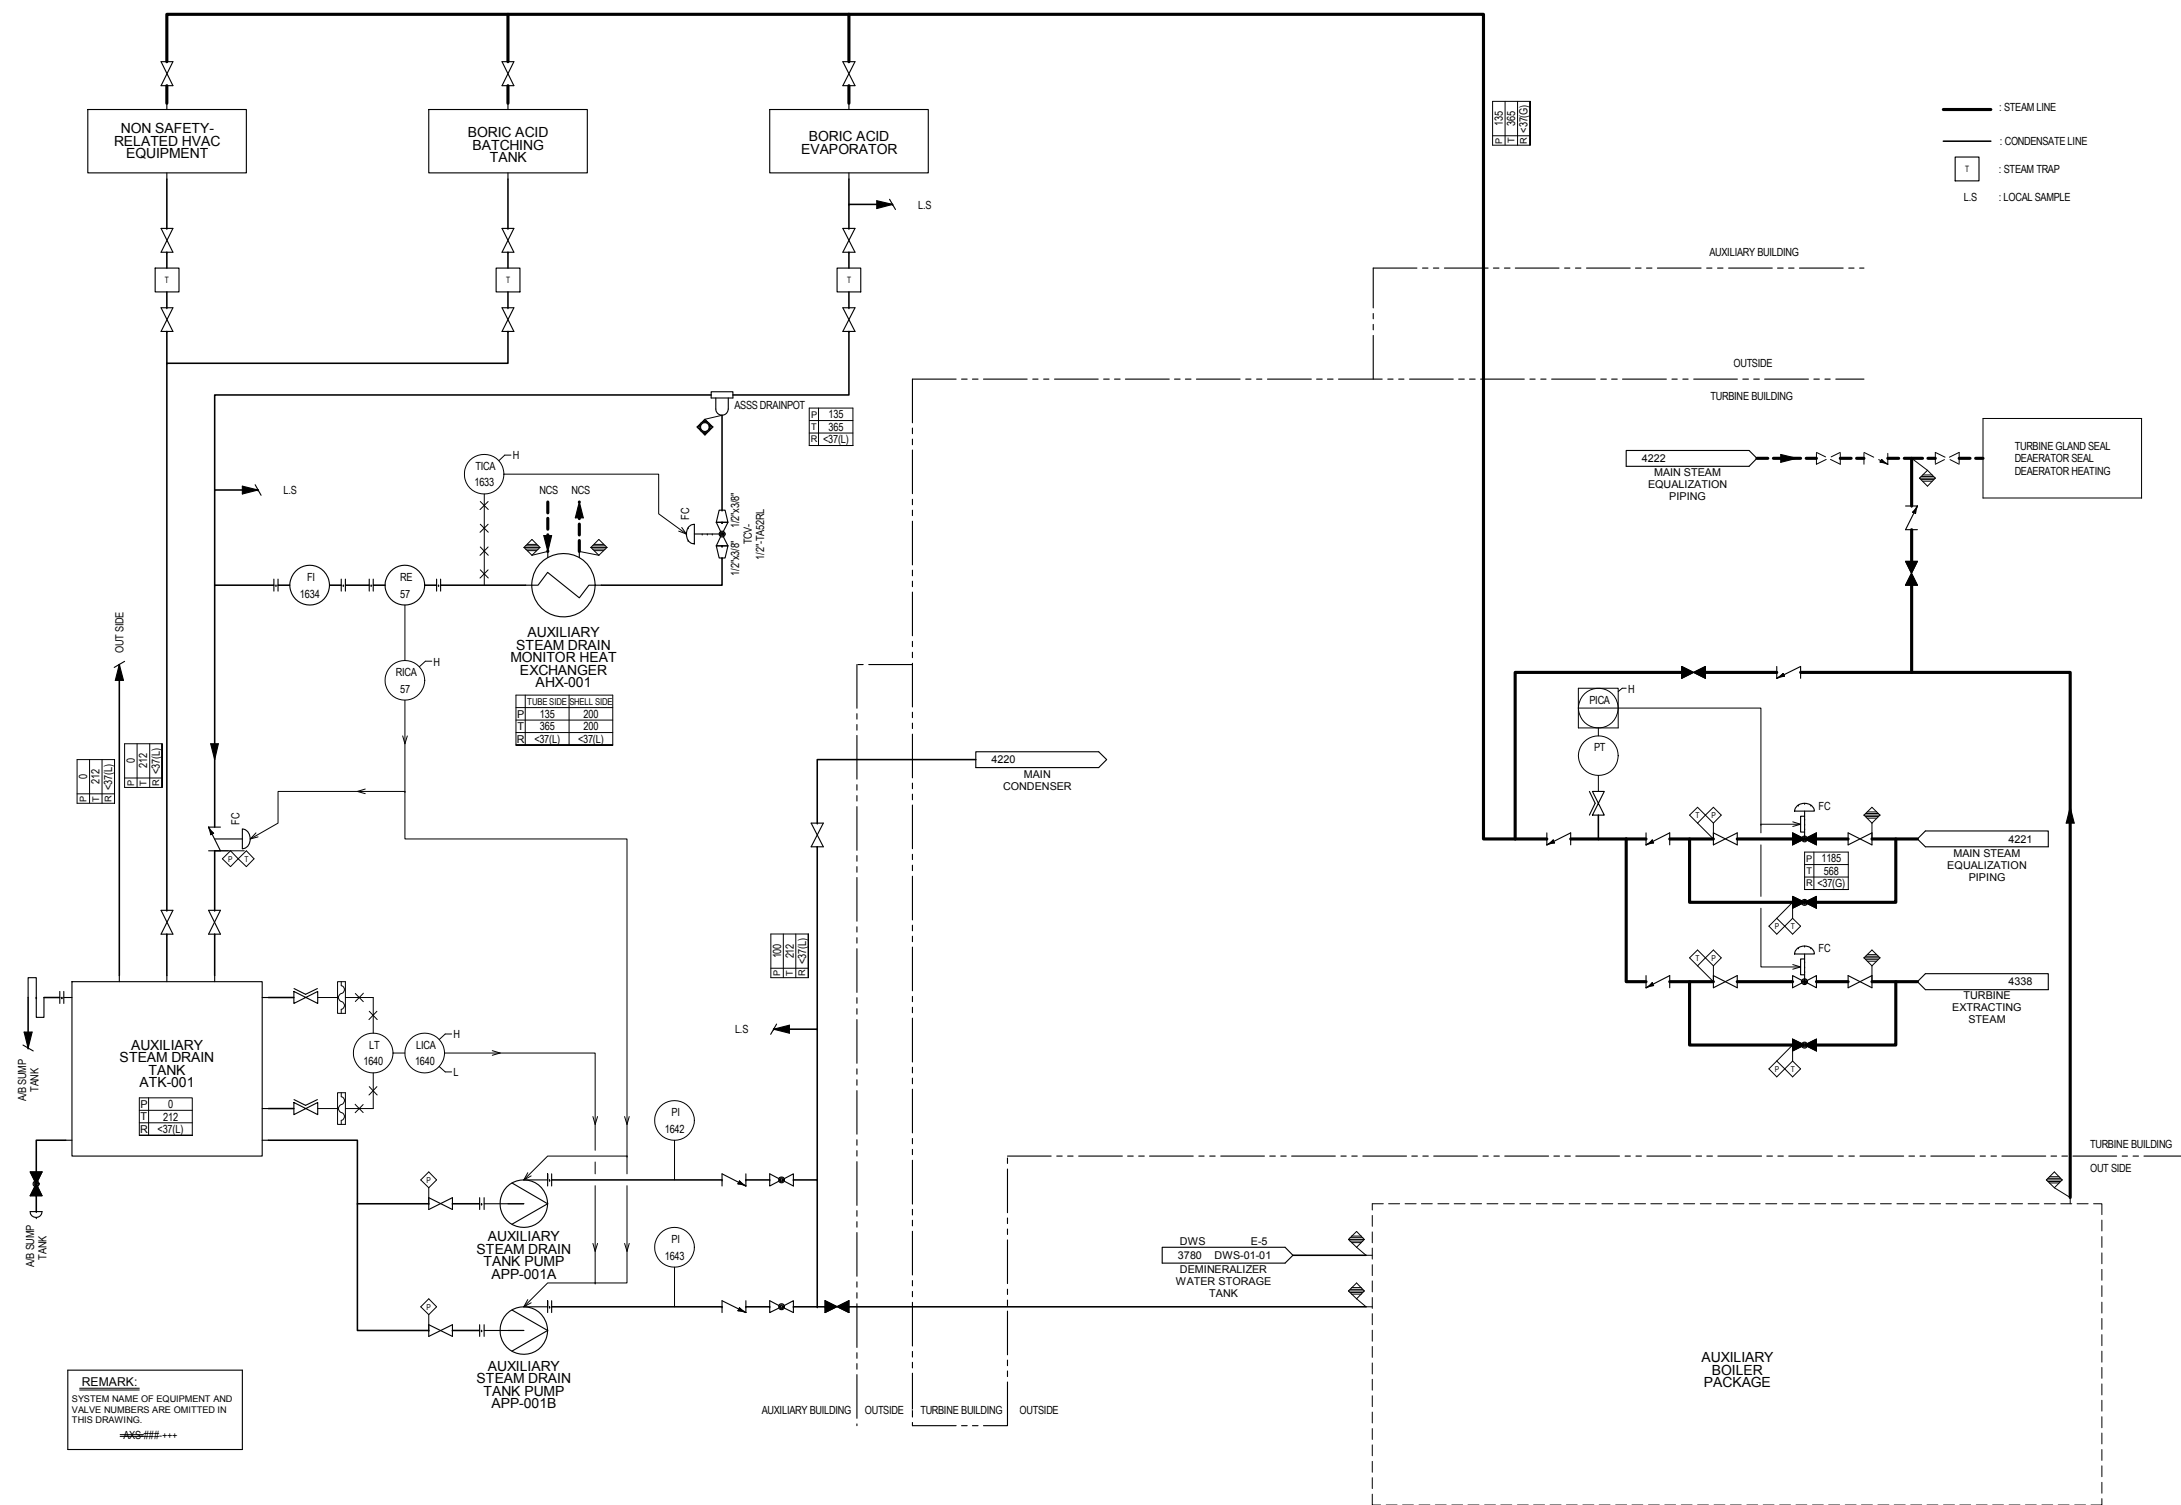 NON SAFETY-
RELATED HVAC
EQUIPMENT
BORIC ACID
BATCHING
TANK
BORIC ACID
EVAPORATOR
P 135
T 365
R <37(G)
: STEAM LINE
: CONDENSATE LINE
T : STEAM TRAP
L.S : LOCAL SAMPLE
L.S
T
T
T
AUXILIARY BUILDING
OUTSIDE
TURBINE BUILDING
ASSS DRAINPOT
P 135
T 365
R <37(L)
4222
MAIN STEAM
EQUALIZATION
PIPING
TURBINE GLAND SEAL
DEAERATOR SEAL
DEAERATOR HEATING
L.S
TICA
1633
H
NCS NCS
FC
1/2"x3/8"
1/2"x3/8"
TCV-
1/2"-TA52RL
FI
1634
RE
57
RICA
57
H
AUXILIARY
STEAM DRAIN
MONITOR HEAT
EXCHANGER
AHX-001
TUBE SIDE SHELL SIDE
P 135 200
T 365 200
R <37(L) <37(L)
OUT SIDE
P 0
T 212
R <37(L)
P 0
T 212
R <37(L)
FC
P T
4220
MAIN
CONDENSER
PICA
H
PT
T P
FC
4221
MAIN STEAM
EQUALIZATION
PIPING
P 1185
T 568
R <37(G)
P T
T P
FC
4338
TURBINE
EXTRACTING
STEAM
P T
P 100
T 212
R <37(L)
L.S
A/B SUMP
TANK
AUXILIARY
STEAM DRAIN
TANK
ATK-001
P 0
T 212
R <37(L)
LT
1640
LICA
1640
H
L
A/B SUMP
TANK
PI
1642
P
AUXILIARY
STEAM DRAIN
TANK PUMP
APP-001A
PI
1643
P
AUXILIARY
STEAM DRAIN
TANK PUMP
APP-001B
TURBINE BUILDING
OUT SIDE
DWS E-5
3780 DWS-01-01
DEMINERALIZER
WATER STORAGE
TANK
AUXILIARY
BOILER
PACKAGE
AUXILIARY BUILDING OUTSIDE TURBINE BUILDING OUTSIDE
REMARK:
SYSTEM NAME OF EQUIPMENT AND
VALVE NUMBERS ARE OMITTED IN
THIS DRAWING.
AXS-###-+++